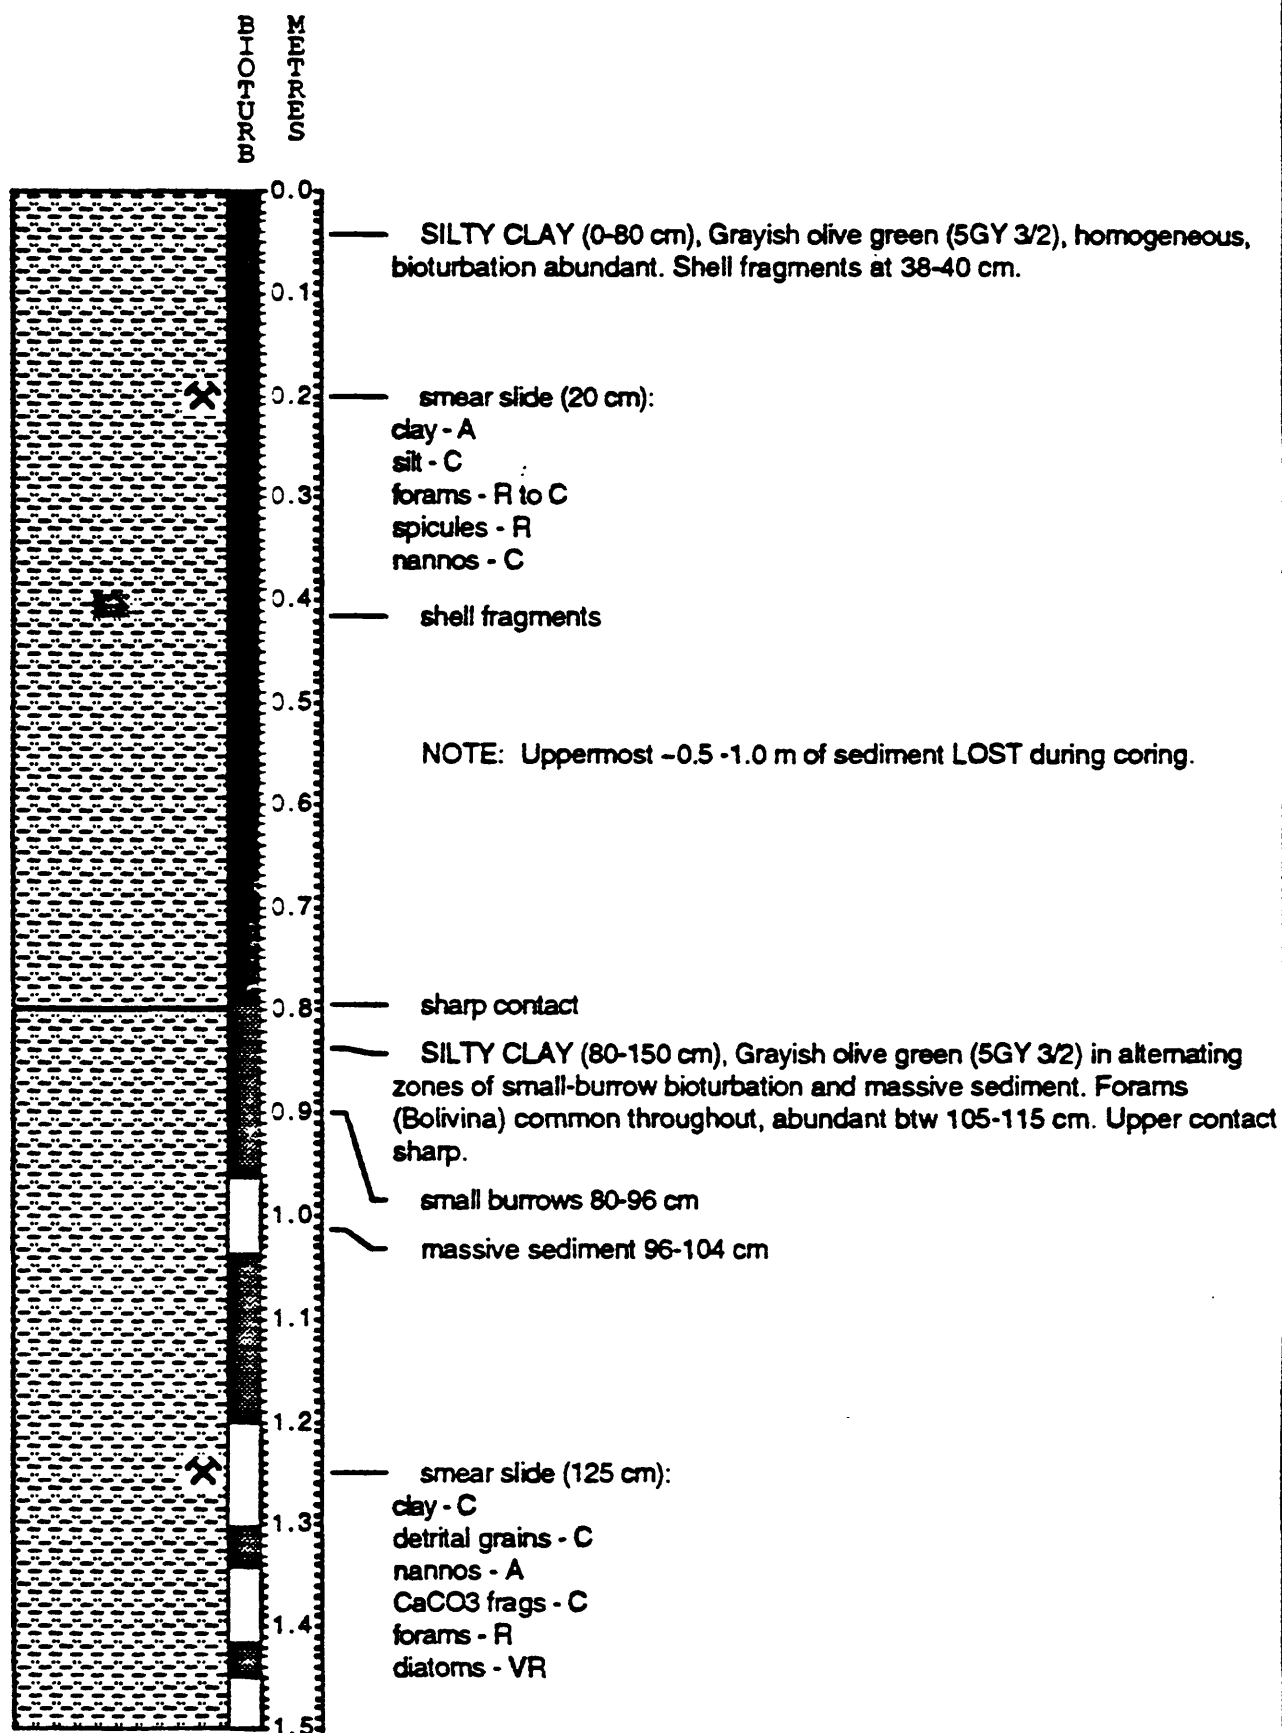 BIOTURB
METRES
0.0
SILTY CLAY (0-80 cm), Grayish olive green (5GY 3/2), homogeneous,
bioturbation abundant. Shell fragments at 38-40 cm.
0.1
0.2
smear slide (20 cm):
clay - A
silt - C
0.3
forams - R to C
spicules - R
nannos - C
0.4
shell fragments
0.5
NOTE: Uppermost ~0.5 -1.0 m of sediment LOST during coring.
0.6
0.7
0.8
sharp contact
SILTY CLAY (80-150 cm), Grayish olive green (5GY 3/2) in alternating
zones of small-burrow bioturbation and massive sediment. Forams
0.9
(Bolivina) common throughout, abundant btw 105-115 cm. Upper contact
sharp.
small burrows 80-96 cm
1.0
massive sediment 96-104 cm
1.1
1.2
smear slide (125 cm):
clay - C
1.3
detrital grains - C
nannos - A
CaCO3 frags - C
1.4
forams - R
diatoms - VR
1.5